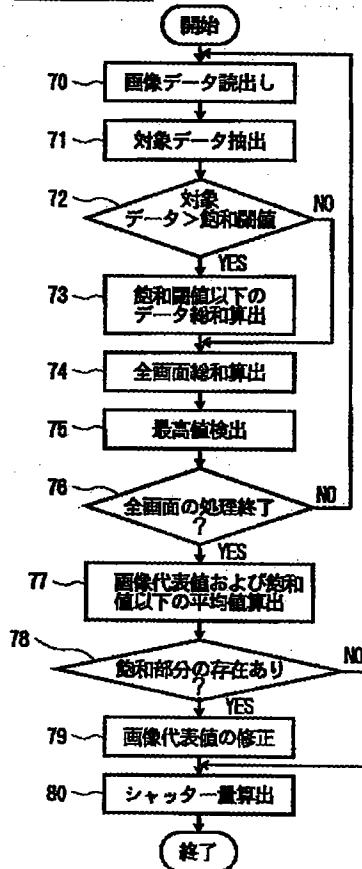 開始
70
画像データ読出し
71
対象データ抽出
72
対象
データ>飽和閾値
NO
YES
73
飽和閾値以下の
データ総和算出
74
全画面総和算出
75
最高値検出
76
全画面の処理終了
?
NO
YES
77
画像代表値および飽和
値以下の平均値算出
78
飽和部分の存在あり
?
NO
YES
79
画像代表値の修正
80
シャッター量算出
終了